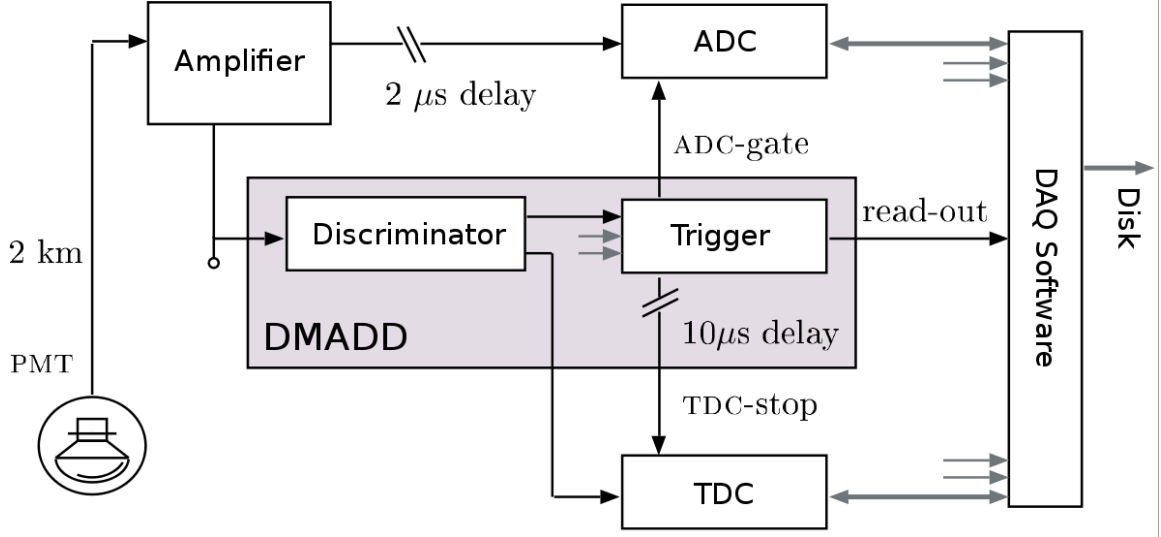 Amplifier
ADC
2 μs delay
ADC-gate
Discriminator
Trigger
read-out
2 km
DMADD
10μs delay
PMT
TDC-stop
TDC
DAQ Software
Disk